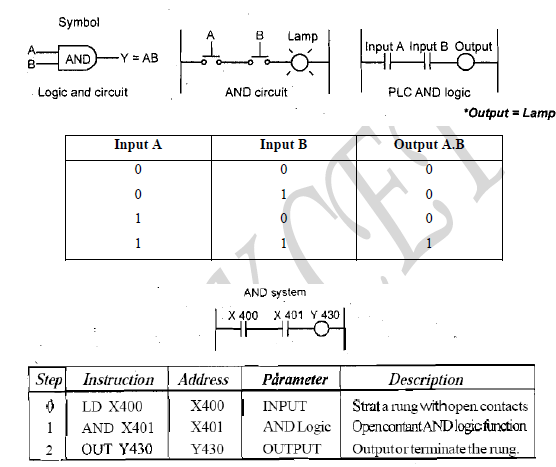 Symbol
A
B
AND
Y = AB
Logic and circuit
A B Lamp
AND circuit
Input A Input B Output
PLC AND logic
*Output = Lamp
Input A Input B Output A.B
0 0 0
0 1 0
1 0 0
1 1 1
AND system
X 400 X 401 Y 430
Step Instruction Address Parameter Description
0 LD X400 X400 INPUT Strat a rung with open contacts
1 AND X401 X401 AND Logic Open contant AND logic function
2 OUT Y430 Y430 OUTPUT Output or terminate the rung.